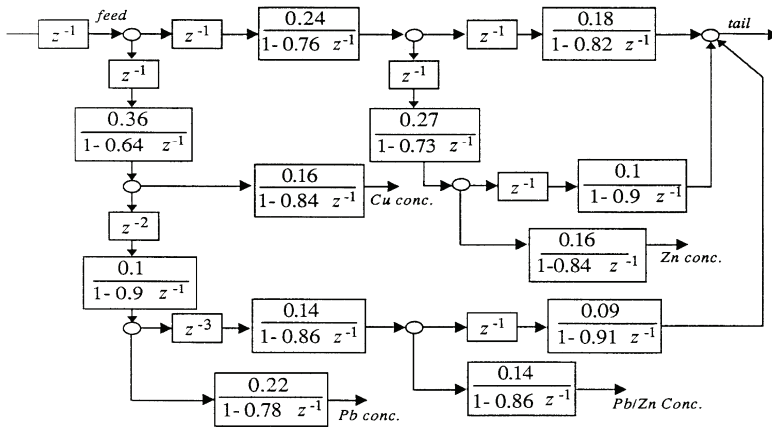 feed
z⁻¹
z⁻¹
0.24
1- 0.76 z⁻¹
z⁻¹
0.18
1- 0.82 z⁻¹
tail
z⁻¹
z⁻¹
0.36
1- 0.64 z⁻¹
0.27
1- 0.73 z⁻¹
0.16
1- 0.84 z⁻¹
Cu conc.
z⁻¹
0.1
1- 0.9 z⁻¹
z⁻²
0.16
1-0.84 z⁻¹
Zn conc.
0.1
1- 0.9 z⁻¹
z⁻³
0.14
1- 0.86 z⁻¹
z⁻¹
0.09
1- 0.91 z⁻¹
0.22
1- 0.78 z⁻¹
Pb conc.
0.14
1- 0.86 z⁻¹
Pb/Zn Conc.